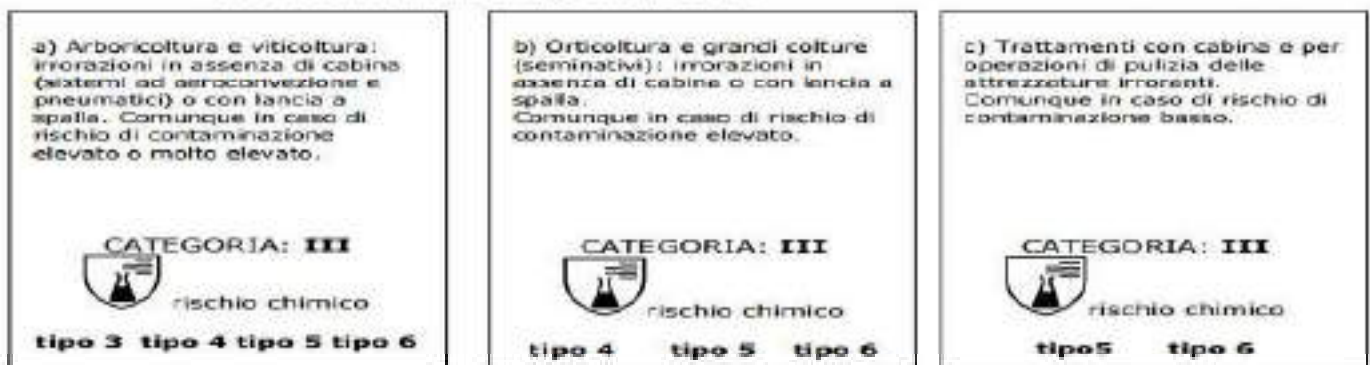 a) Arboricoltura e viticoltura:
irrorazioni in assenza di cabina
(sistemi ad aeroconvezione e
pneumatici) o con lancia a
spalla. Comunque in caso di
rischio di contaminazione
elevato o molto elevato.
CATEGORIA: III
rischio chimico
tipo 3 tipo 4 tipo 5 tipo 6
b) Orticoltura e grandi colture
(seminativi): irrorazioni in
assenza di cabina o con lancia a
spalla.
Comunque in caso di rischio di
contaminazione elevato.
CATEGORIA: III
rischio chimico
tipo 4 tipo 5 tipo 6
c) Trattamenti con cabina e per
operazioni di pulizia delle
attrezzature irroranti.
Comunque in caso di rischio di
contaminazione basso.
CATEGORIA: III
rischio chimico
tipo5 tipo 6